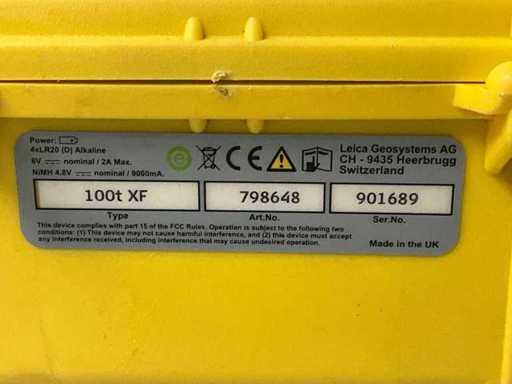 Power:
4xLR20 (D) Alkaline
6V nominal / 2A Max.
NiMH 4.8V nominal / 9000mA.
e
CE
Leica Geosystems AG
CH - 9435 Heerbrugg
Switzerland
100t XF
798648
901689
Type
Art.No.
Ser.No.
This device complies with part 15 of the FCC Rules. Operation is subject to the following two
conditions: (1) This device may not cause harmful interference, and (2) this device must accept
any interference received, including interference that may cause undesired operation.
Made in the UK